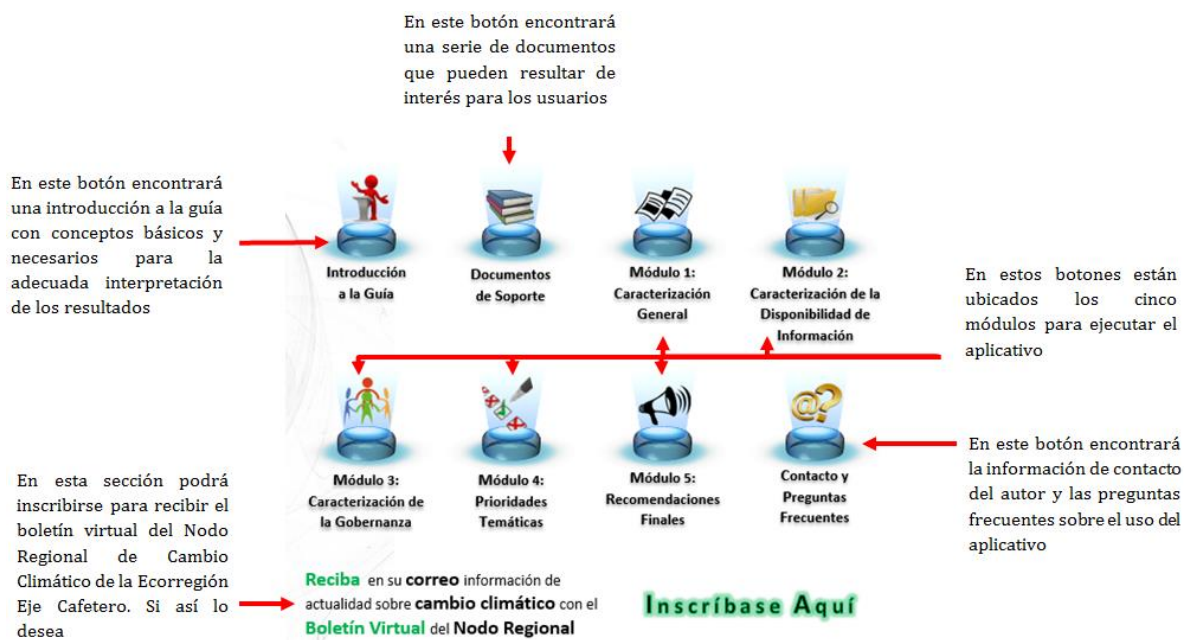 En este botón encontrará
una serie de documentos
que pueden resultar de
interés para los usuarios
En este botón encontrará
una introducción a la guía
con conceptos básicos y
necesarios para la
adecuada interpretación
de los resultados
Introducción
a la Guía
Documentos
de Soporte
Módulo 1:
Caracterización
General
Módulo 2:
Caracterización de la
Disponibilidad de
Información
En estos botones están
ubicados los cinco
módulos para ejecutar el
aplicativo
Módulo 3:
Caracterización de
la Gobernanza
Módulo 4:
Prioridades
Temáticas
Módulo 5:
Recomendaciones
Finales
Contacto y
Preguntas
Frecuentes
En este botón encontrará
la información de contacto
del autor y las preguntas
frecuentes sobre el uso del
aplicativo
En esta sección podrá
inscribirse para recibir el
boletín virtual del Nodo
Regional de Cambio
Climático de la Ecorregión
Eje Cafetero. Si así lo
desea
Reciba en su correo información de
actualidad sobre cambio climático con el
Boletín Virtual del Nodo Regional
Inscríbase Aquí